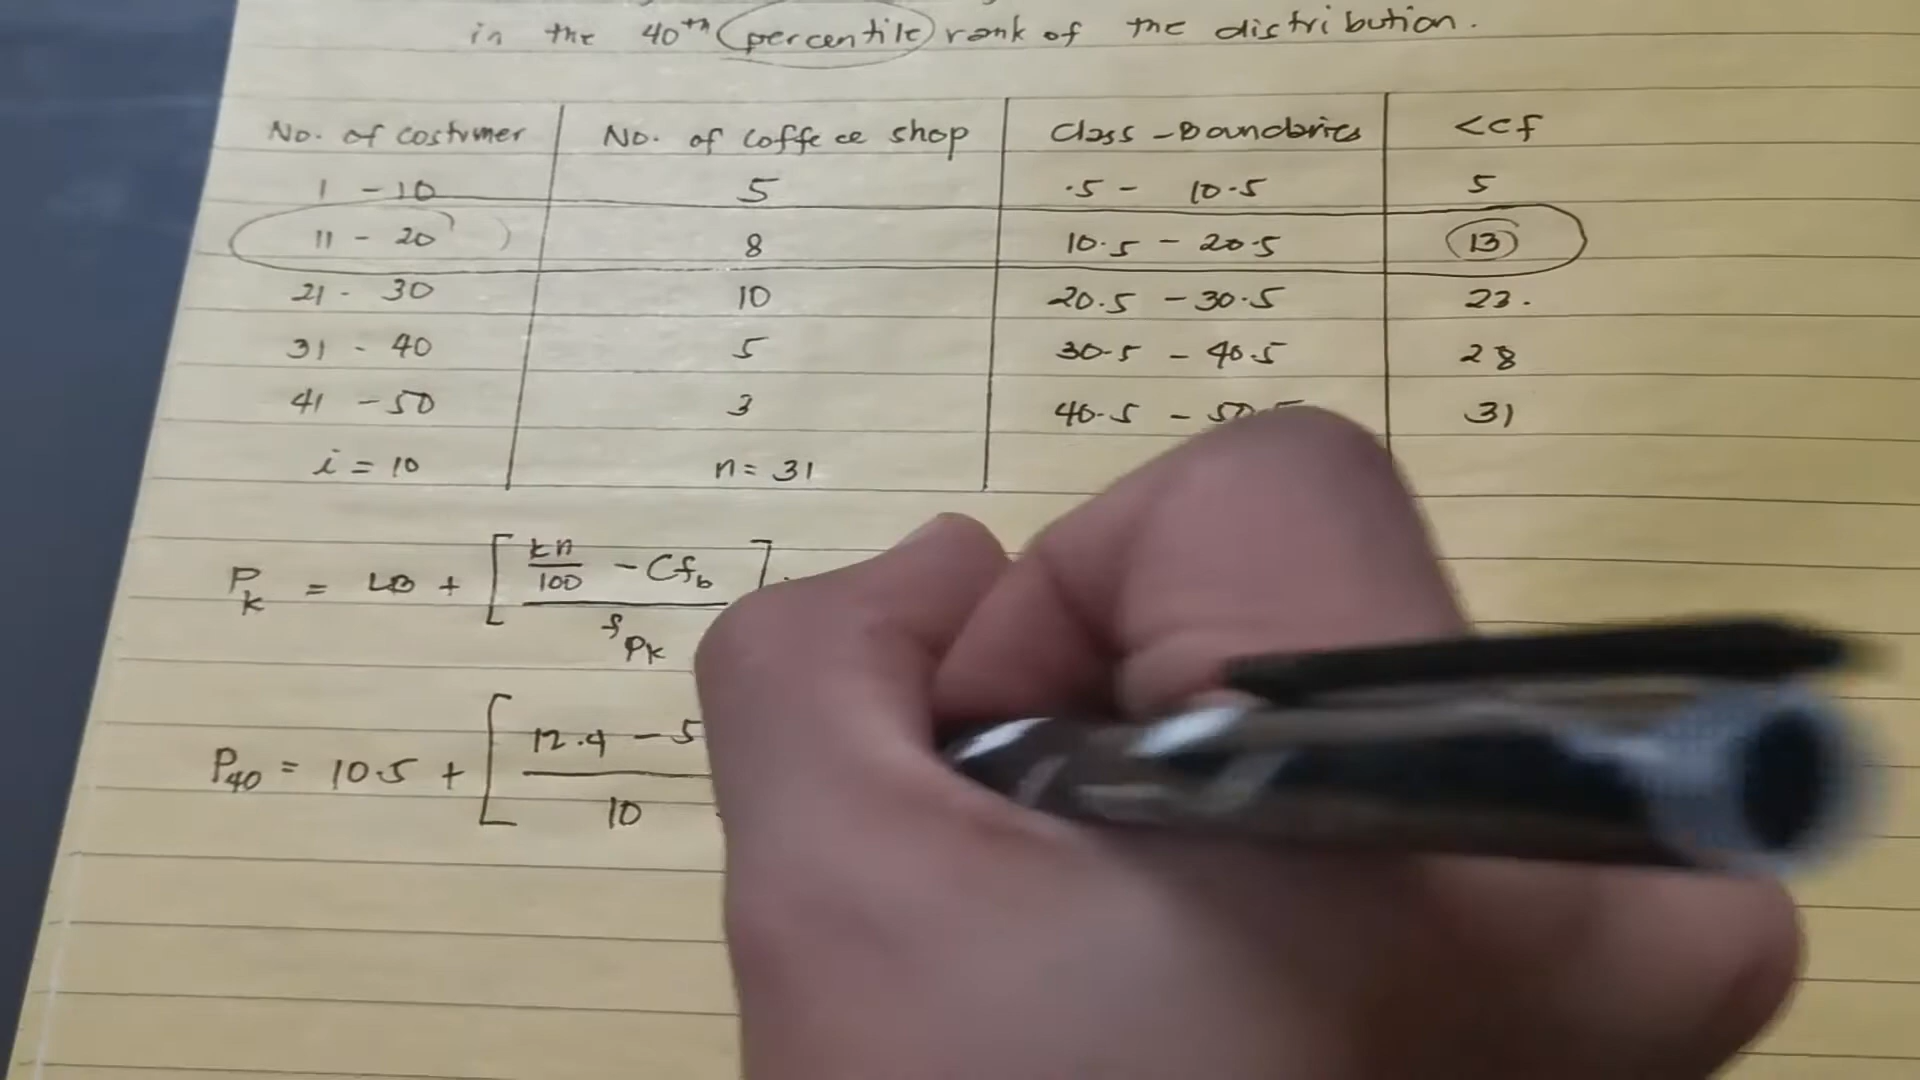 in the 40th percentile rank of the distribution.
No. of costumer No. of coffee ce shop Class - Boundaries <cf
1 - 10 5 .5 - 10.5 5
11 - 20 8 10.5 - 20.5 13
21 - 30 10 20.5 - 30.5 23.
31 - 40 5 30.5 - 40.5 28
41 - 50 3 40.5 - 50.5 31
i = 10 n = 31
Pk = LB + [ kn/100 - Cfb / fPk ]
P40 = 10.5 + [ 12.4 - 5 / 10